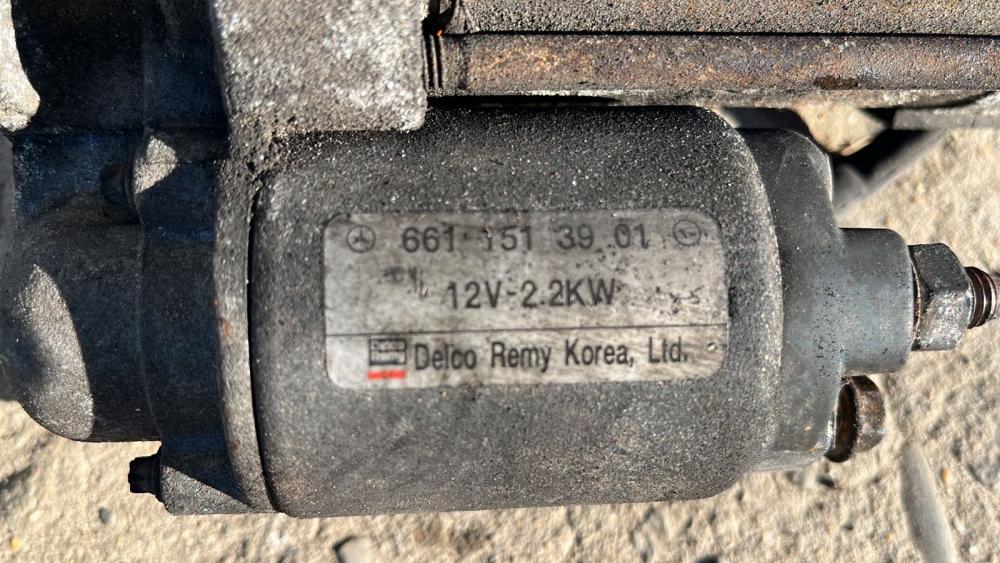 661 151 39 01
12V-2.2KW
Delco Remy Korea, Ltd.